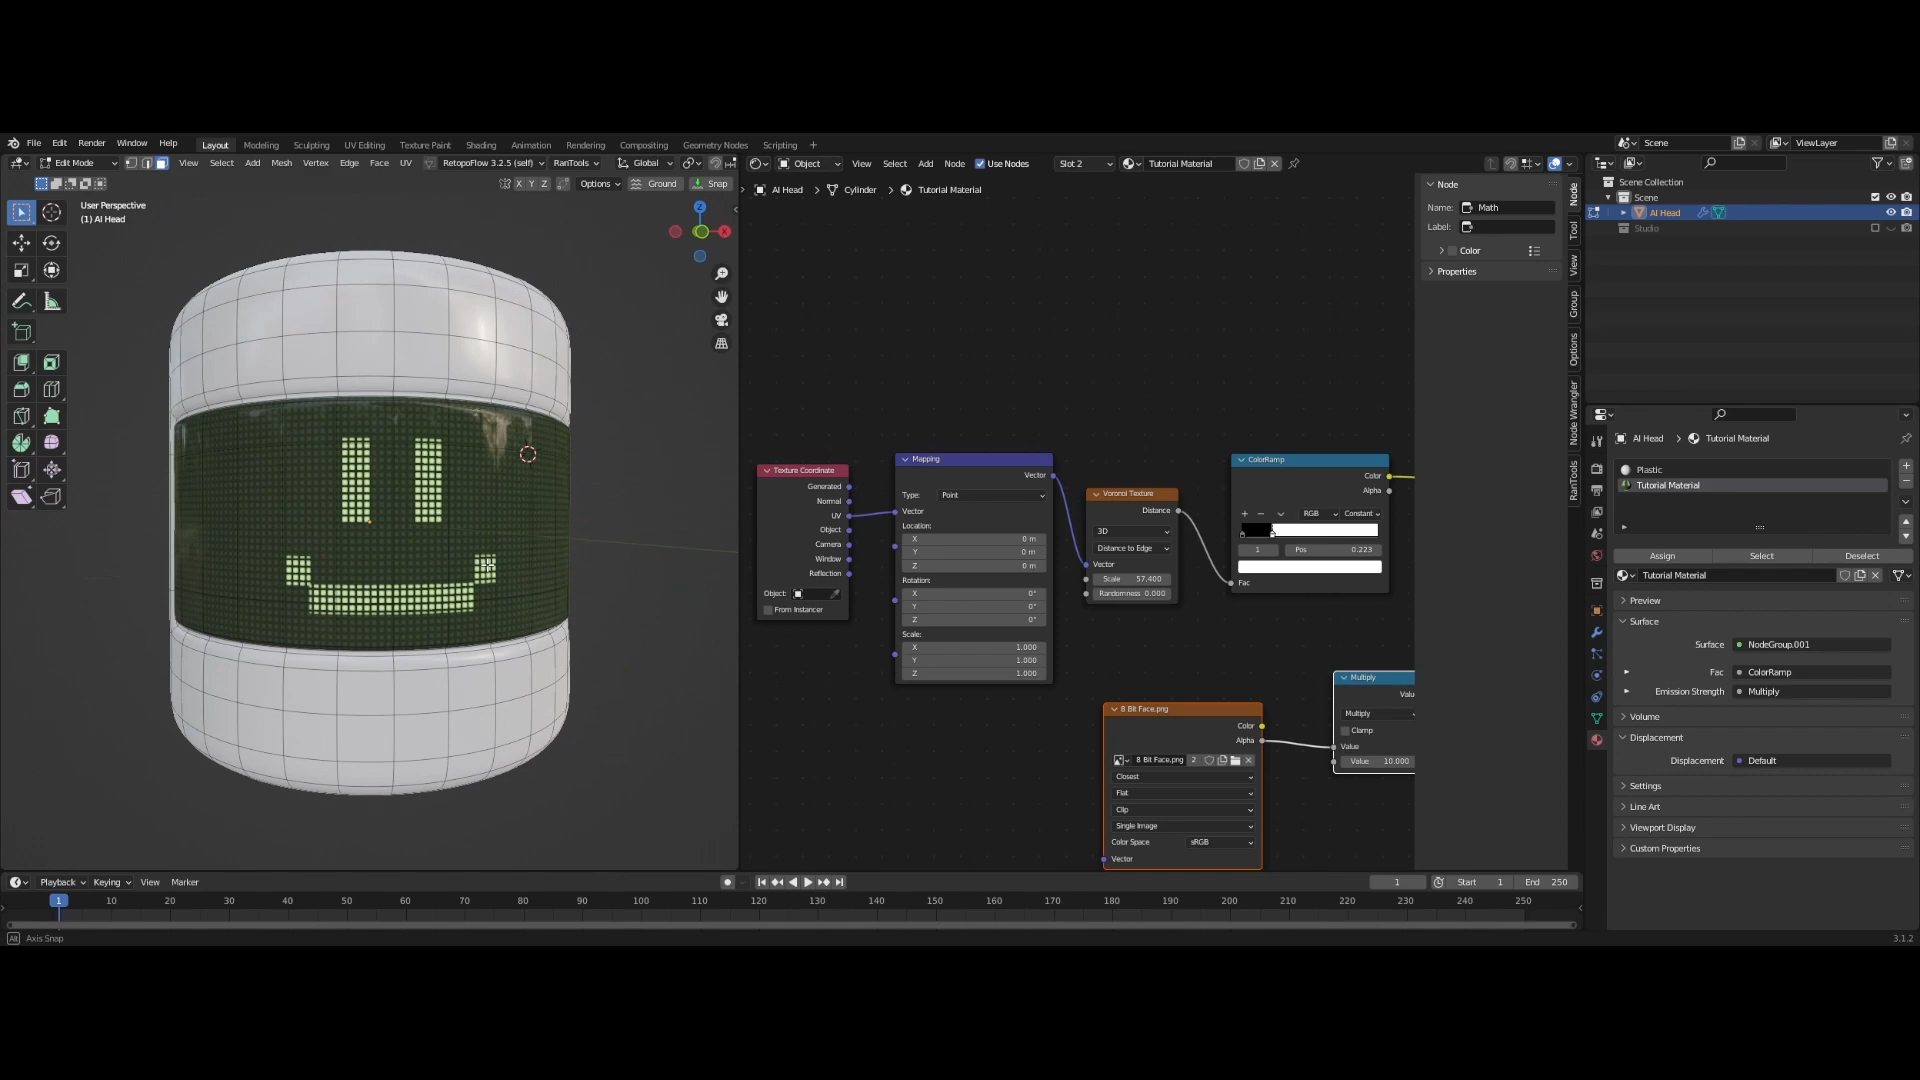 File Edit Render Window Help Layout Modeling Sculpting UV Editing Texture Paint Shading Animation Rendering Compositing Geometry Nodes Scripting +
Scene ViewLayer
Edit Mode View Select Add Mesh Vertex Edge Face UV RetopoFlow 3.2.5 (self) RanTools Global
Object View Select Add Node Use Nodes Slot 2 Tutorial Material
X Y Z Options Ground Snap
AI Head Cylinder Tutorial Material
User Perspective
(1) AI Head
Z
X
Texture Coordinate
Generated
Normal
UV
Object
Camera
Window
Reflection
Object:
From Instancer
Mapping
Vector
Type: Point
Vector
Location:
X 0 m
Y 0 m
Z 0 m
Rotation:
X 0°
Y 0°
Z 0°
Scale:
X 1.000
Y 1.000
Z 1.000
Voronoi Texture
Distance
3D
Distance to Edge
Vector
Scale 57.400
Randomness 0.000
ColorRamp
Color
Alpha
+ − RGB Constant
1 Pos 0.223
Fac
8 Bit Face.png
Color
Alpha
8 Bit Face.png 2
Closest
Flat
Clip
Single Image
Color Space sRGB
Vector
Multiply
Valu
Multiply
Clamp
Value
Value 10.000
Node
Name: Math
Label:
Color
Properties
Node
Tool
View
Group
Options
Node Wrangler
RanTools
Scene Collection
Scene
AI Head
Studio
AI Head Tutorial Material
Plastic
Tutorial Material
Assign Select Deselect
Tutorial Material
Preview
Surface
Surface NodeGroup.001
Fac ColorRamp
Emission Strength Multiply
Volume
Displacement
Displacement Default
Settings
Line Art
Viewport Display
Custom Properties
Playback Keying View Marker
1 Start 1 End 250
1 10 20 30 40 50 60 70 80 90 100 110 120 130 140 150 160 170 180 190 200 210 220 230 240 250
Alt Axis Snap
3.1.2